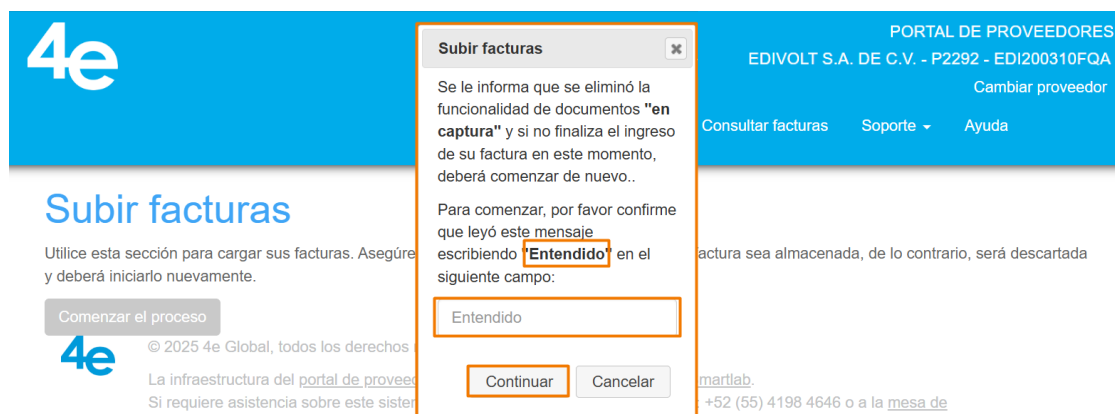 4e
PORTAL DE PROVEEDORES
EDIVOLT S.A. DE C.V. - P2292 - EDI200310FQA
Cambiar proveedor
Consultar facturas Soporte Ayuda
Subir facturas
Se le informa que se eliminó la
funcionalidad de documentos "en
captura" y si no finaliza el ingreso
de su factura en este momento,
deberá comenzar de nuevo..
Para comenzar, por favor confirme
que leyó este mensaje
escribiendo "Entendido" en el
siguiente campo:
Entendido
Continuar Cancelar
Subir facturas
Utilice esta sección para cargar sus facturas. actura sea almacenada, de lo contrario, será descartada
y deberá iniciarlo nuevamente.
Comenzar el proceso
4e
© 2025 4e Global, todos los derechos
La infraestructura del portal de martlab.
Si requiere asistencia sobre este +52 (55) 4198 4646 o a la mesa de